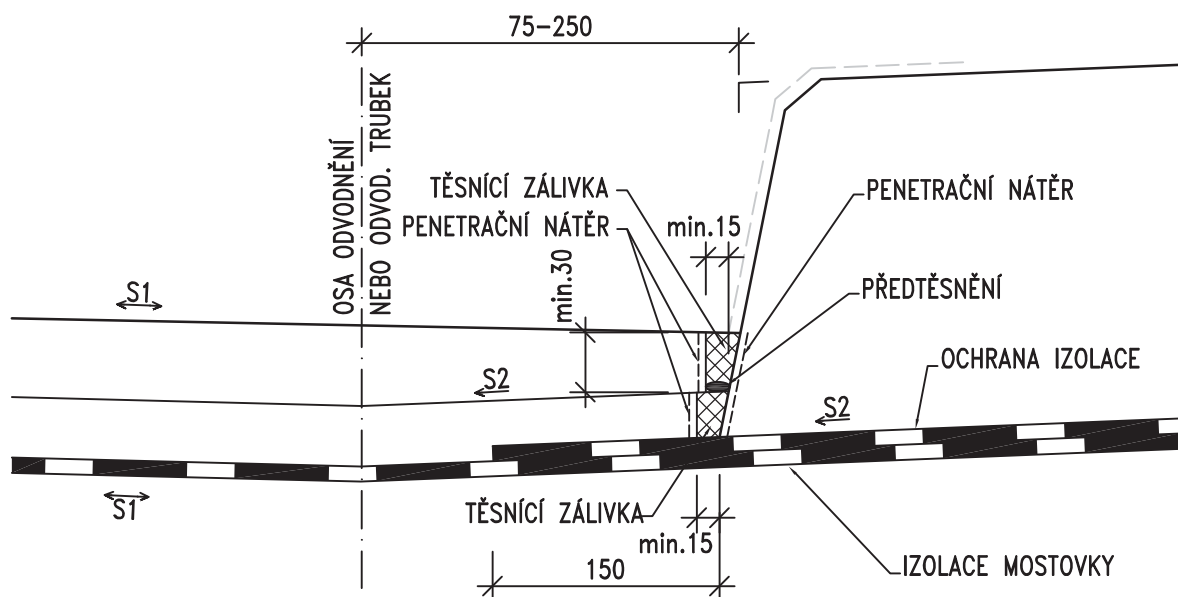 75-250
OSA ODVODNĚNÍ
NEBO ODVOD. TRUBEK
TĚSNÍCÍ ZÁLIVKA
PENETRAČNÍ NÁTĚR
min.15
PENETRAČNÍ NÁTĚR
min.30
PŘEDTĚSNĚNÍ
S1
S2
OCHRANA IZOLACE
S2
S1
TĚSNÍCÍ ZÁLIVKA
min.15
150
IZOLACE MOSTOVKY